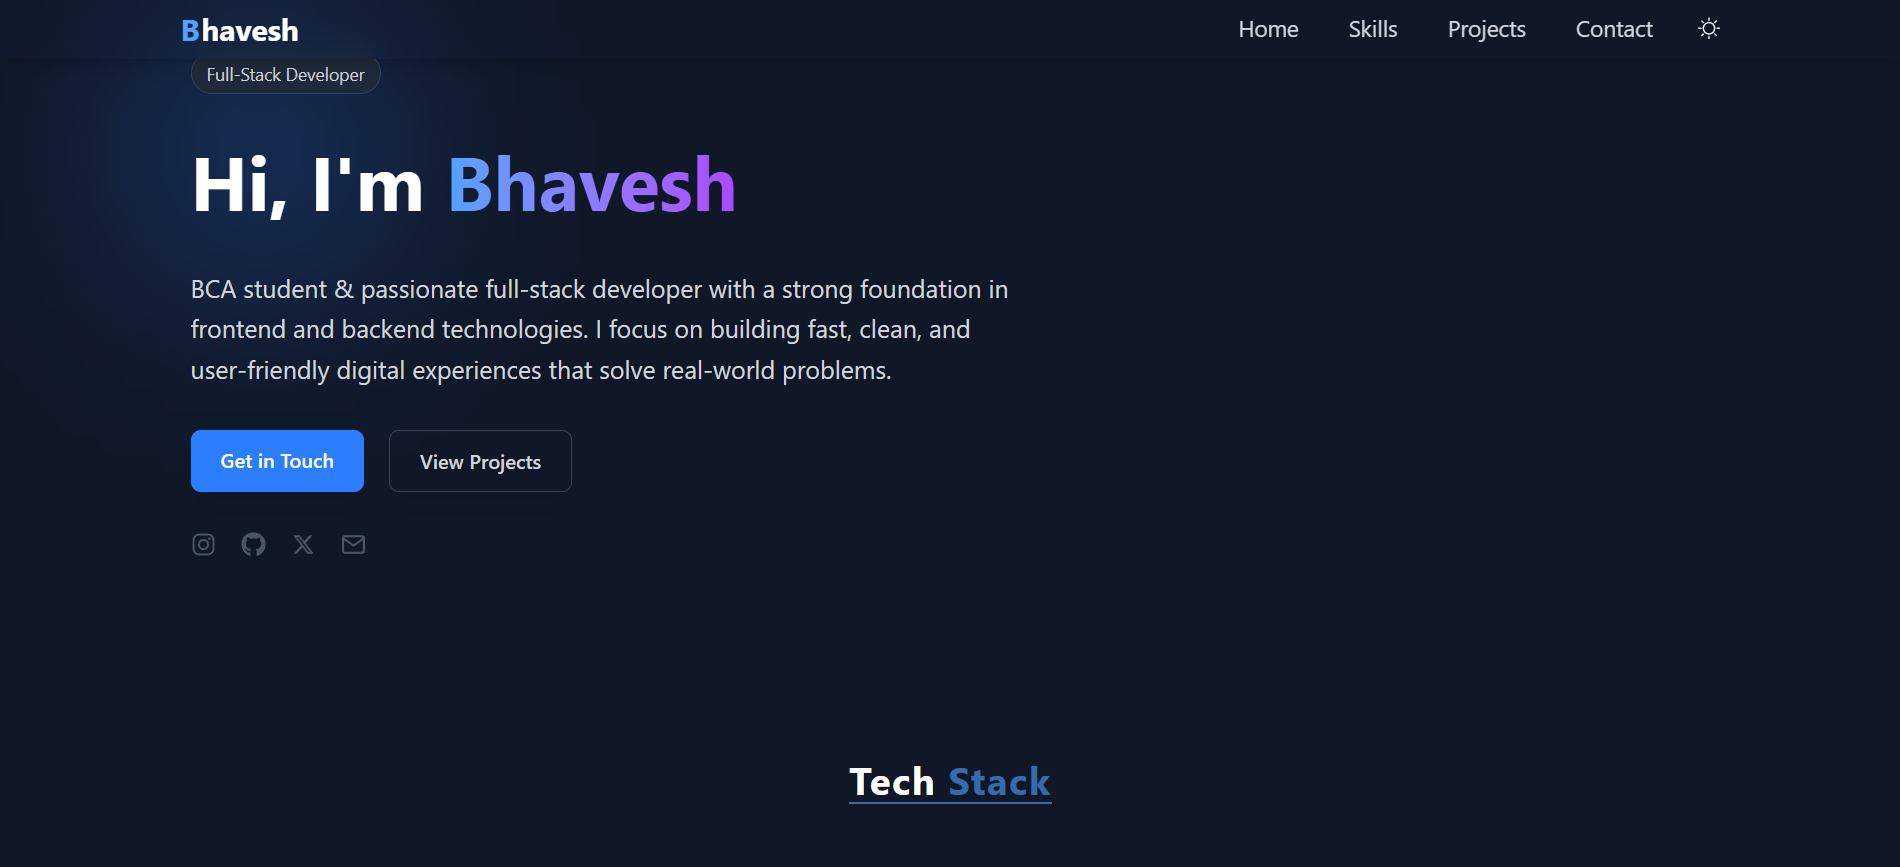 Bhavesh
Home Skills Projects Contact
Full-Stack Developer
Hi, I'm Bhavesh
BCA student & passionate full-stack developer with a strong foundation in
frontend and backend technologies. I focus on building fast, clean, and
user-friendly digital experiences that solve real-world problems.
Get in Touch View Projects
Tech Stack